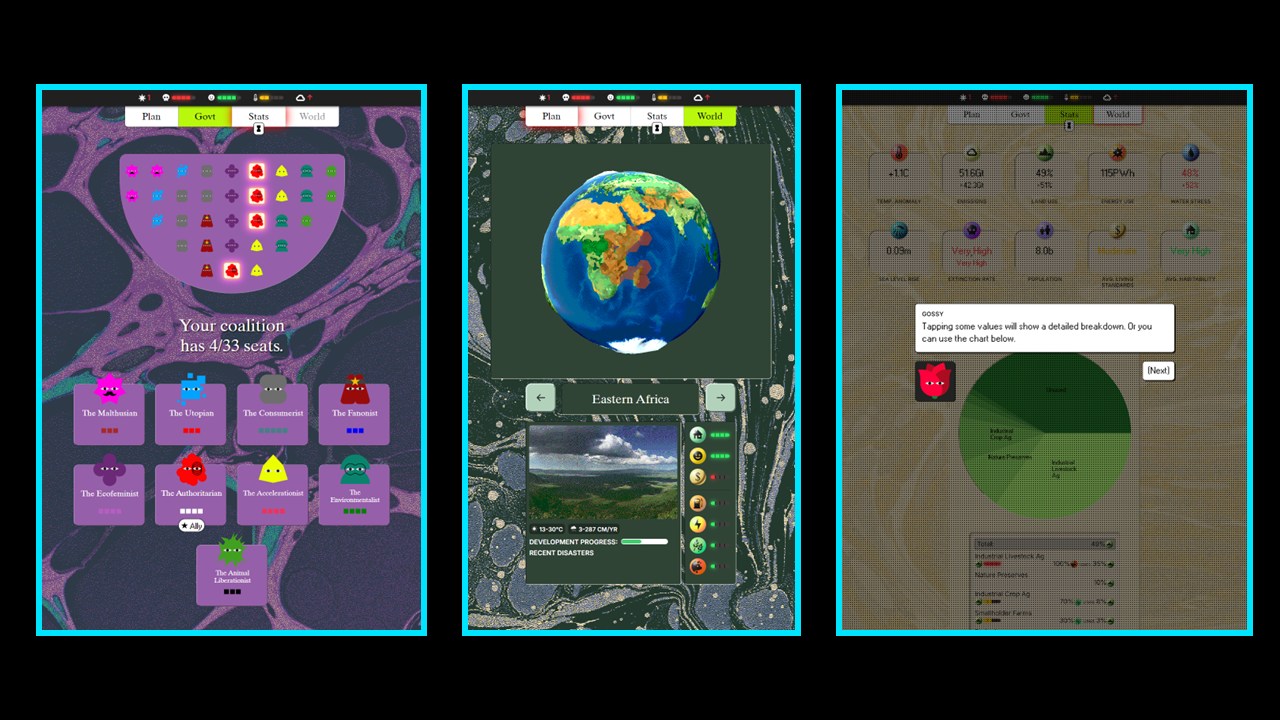 1
Plan
Govt
Stats
World
Your coalition
has 4/33 seats.
The Malthusian
The Utopian
The Consumerist
The Fanonist
The Ecofeminist
The Authoritarian
The Accelerationist
The
Environmentalist
★ Ally
The Animal
Liberationist
1
Plan
Govt
Stats
World
←
Eastern Africa
→
13-30°C
3-287 CM/YR
DEVELOPMENT PROGRESS:
RECENT DISASTERS
1
Plan
Govt
Stats
World
+1.1C
51.6Gt
49%
115PWh
48%
-42.3Gt
-51%
-52%
TEMP. ANOMALY
EMISSIONS
LAND USE
ENERGY USE
WATER STRESS
0.09m
Very High
8.0b
Moderate
Very High
Very High
SEA LEVEL RISE
EXTINCTION RATE
POPULATION
AVG. LIVING
STANDARDS
AVG. HABITABILITY
GOSSY
Tapping some values will show a detailed breakdown. Or you
can use the chart below.
(Next)
Unused
Industrial
Crop Ag
Nature Preserves
Industrial
Livestock
Ag
Total:
49%
Industrial Livestock Ag
100%
35%
Nature Preserves
10%
Industrial Crop Ag
70%
8%
Smallholder Farms
30%
3%